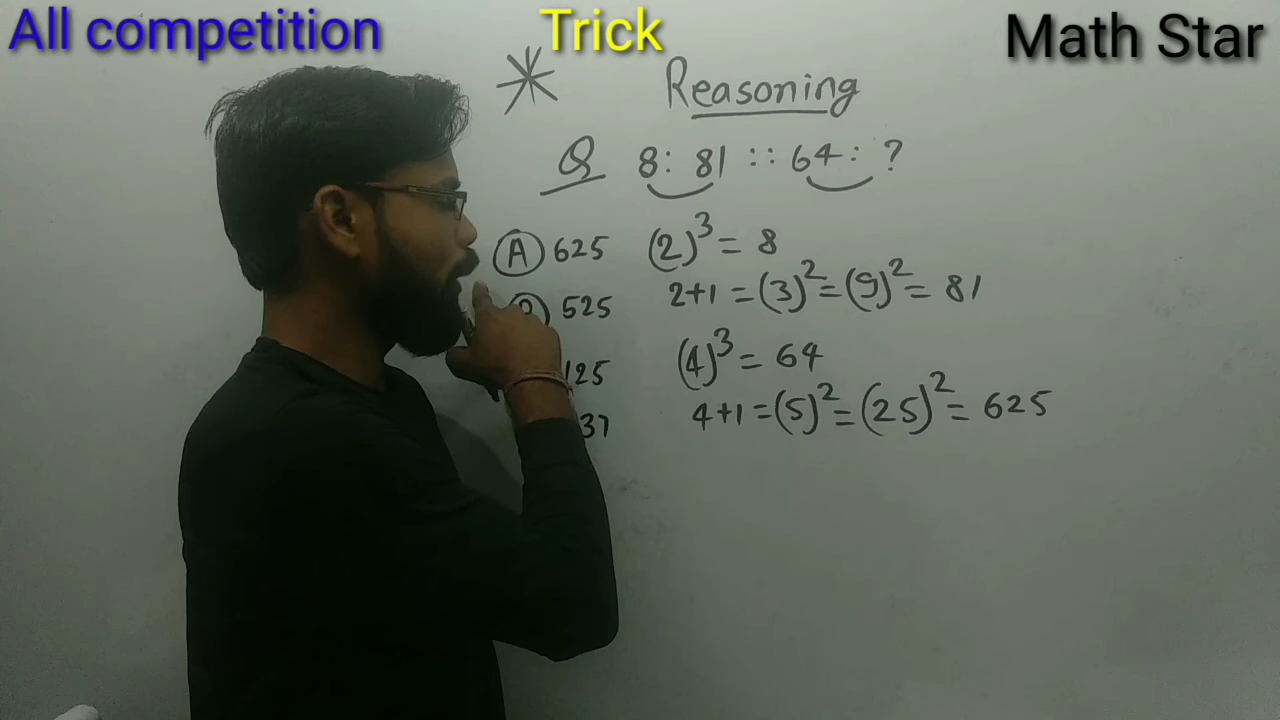 All competition Trick Math Star
* Reasoning
Q 8 : 81 :: 64 : ?
A 625 (2)³ = 8
525 2+1 = (3)² = (9)² = 81
125 (4)³ = 64
37 4+1 = (5)² = (25)² = 625